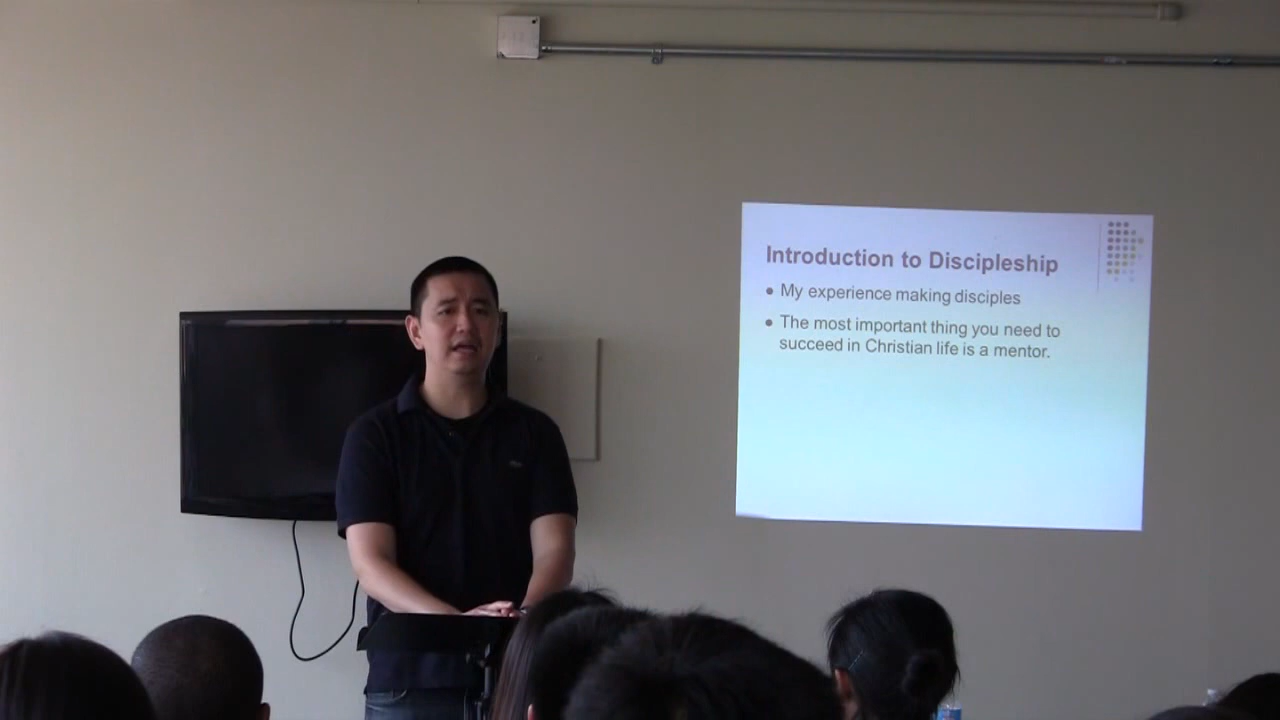 Introduction to Discipleship
● My experience making disciples
● The most important thing you need to
succeed in Christian life is a mentor.